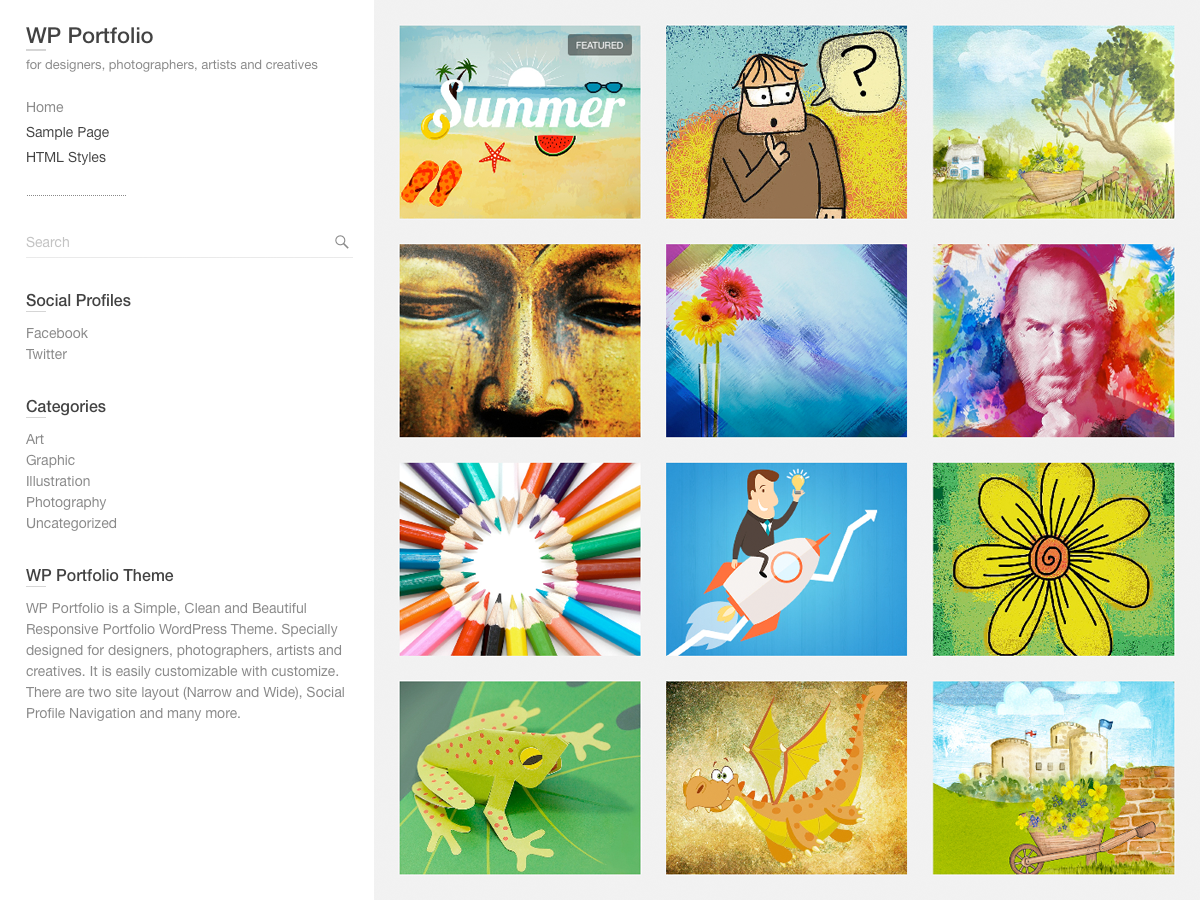 WP Portfolio
for designers, photographers, artists and creatives
Home
Sample Page
HTML Styles
Search
Social Profiles
Facebook
Twitter
Categories
Art
Graphic
Illustration
Photography
Uncategorized
WP Portfolio Theme
WP Portfolio is a Simple, Clean and Beautiful
Responsive Portfolio WordPress Theme. Specially
designed for designers, photographers, artists and
creatives. It is easily customizable with customize.
There are two site layout (Narrow and Wide), Social
Profile Navigation and many more.
FEATURED
Summer
?